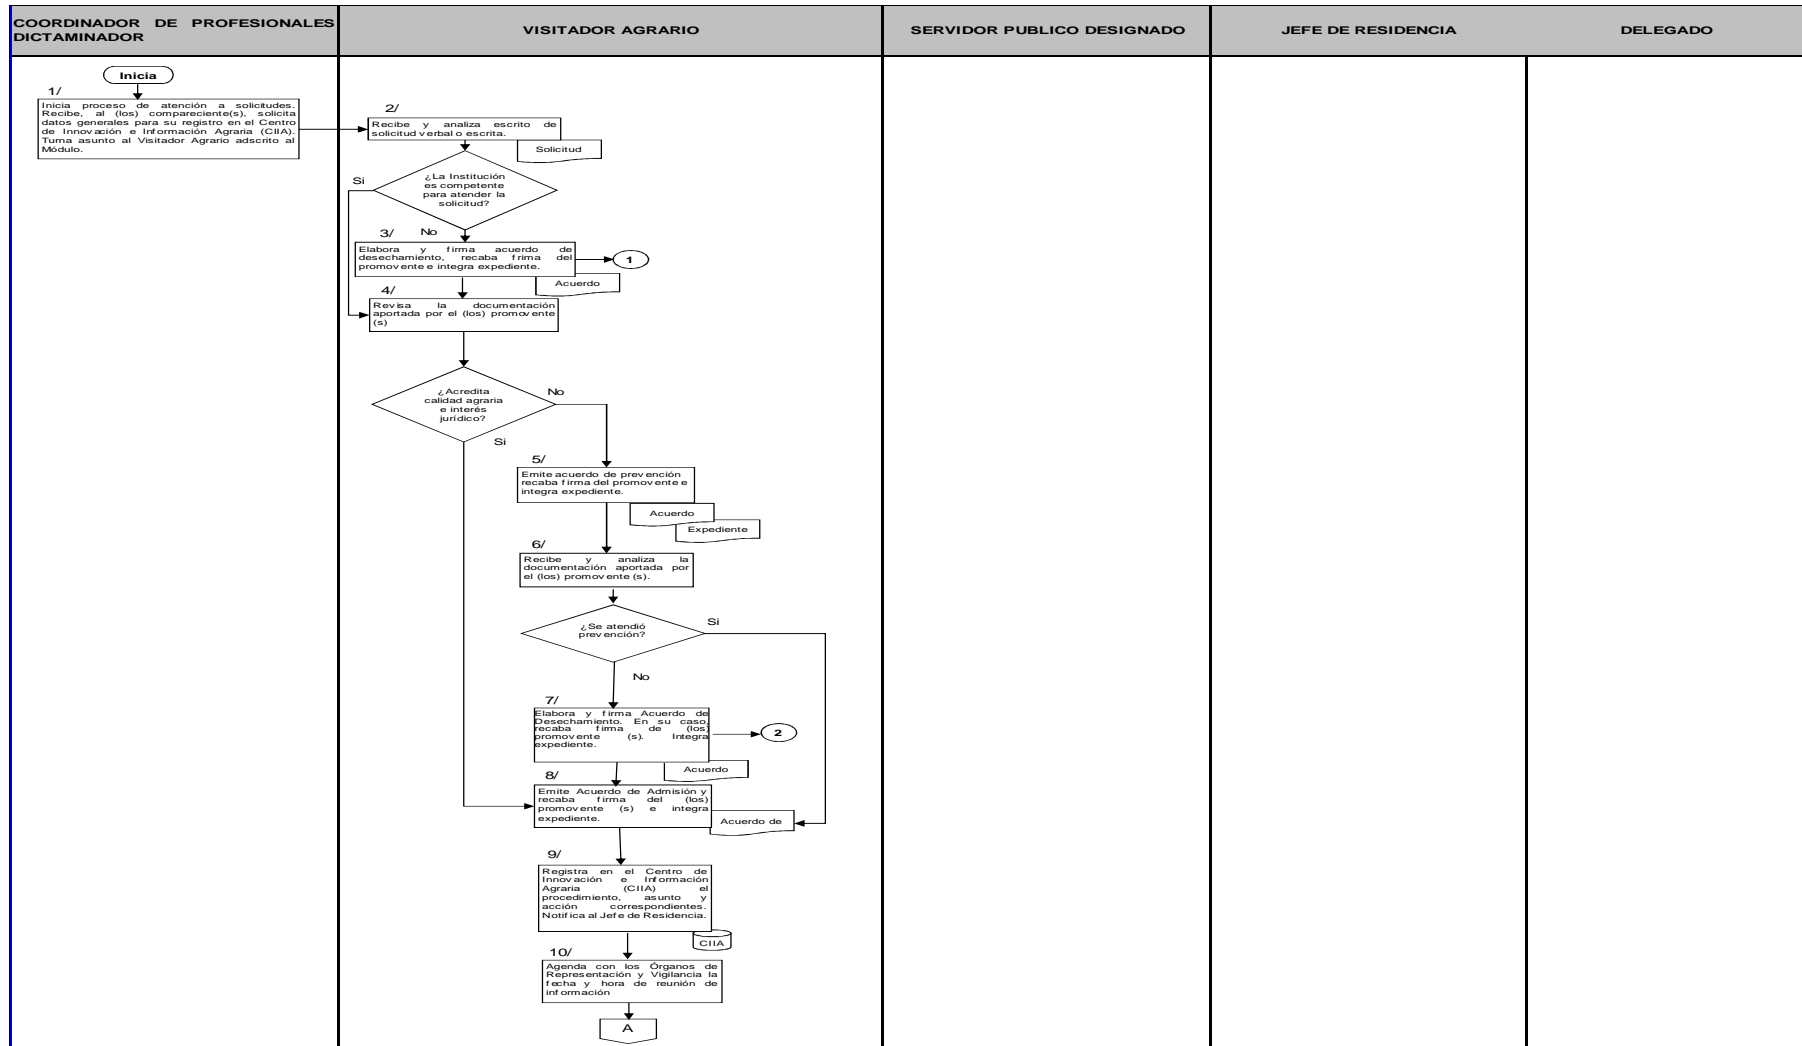 COORDINADOR DE PROFESIONALES
DICTAMINADOR
VISITADOR AGRARIO
SERVIDOR PUBLICO DESIGNADO
JEFE DE RESIDENCIA
DELEGADO
Inicia
1/
Inicia proceso de atención a solicitudes.
Recibe, al (los) compareciente(s), solicita
datos generales para su registro en el Centro
de Innovación e Información Agraria (CIIA).
Turna asunto al Visitador Agrario adscrito al
Módulo.
2/
Recibe y analiza escrito de
solicitud verbal o escrita.
Solicitud
¿La Institución
es competente
para atender la
solicitud?
Si
No
3/
Elabora y firma acuerdo de
desechamiento, recaba firma del
promovente e integra expediente.
1
Acuerdo
4/
Revisa la documentación
aportada por el (los) promovente
(s)
¿Acredita
calidad agraria
e interés
jurídico?
No
Si
5/
Emite acuerdo de prevención
recaba firma del promovente e
integra expediente.
Acuerdo
Expediente
6/
Recibe y analiza la
documentación aportada por
el (los) promovente (s).
¿Se atendió
prevención?
Si
No
7/
Elabora y firma Acuerdo de
Desechamiento. En su caso,
recaba firma de (los)
promovente (s). Integra
expediente.
2
Acuerdo
8/
Emite Acuerdo de Admisión y
recaba firma del (los)
promovente (s) e integra
expediente.
Acuerdo de
9/
Registra en el Centro de
Innovación e Información
Agraria (CIIA) el
procedimiento, asunto y
acción correspondientes.
Notifica al Jefe de Residencia.
CIIA
10/
Agenda con los Órganos de
Representación y Vigilancia la
fecha y hora de reunión de
información
A